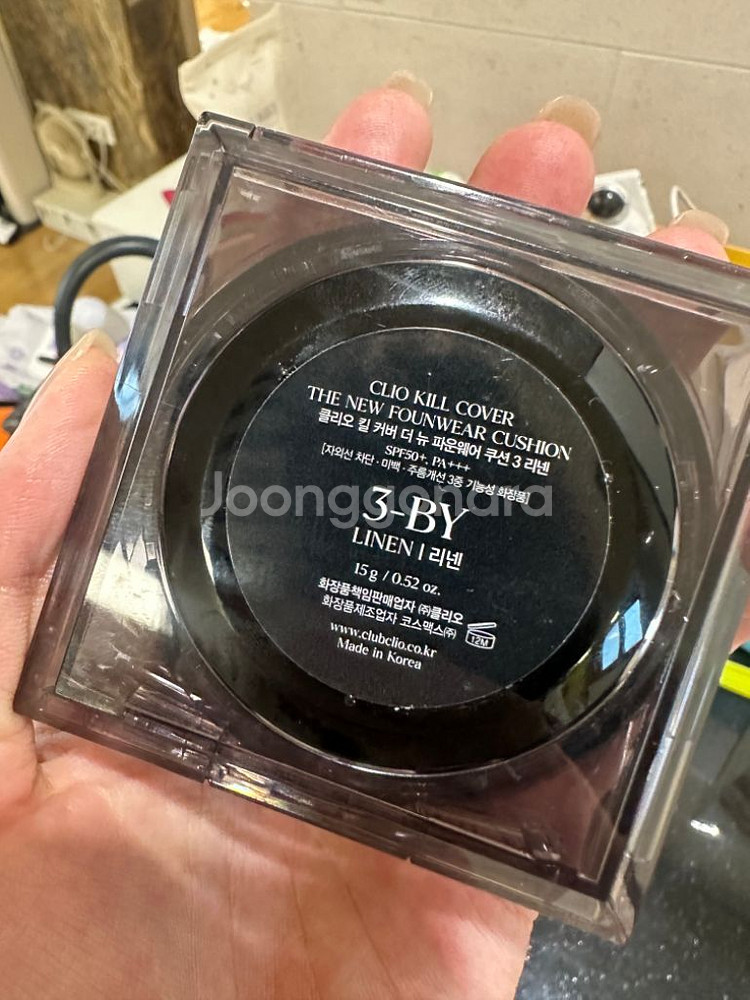 CLIO KILL COVER
THE NEW FOUNWEAR CUSHION
클리오 킬 커버 더 뉴 파운웨어 쿠션 3 리넨
SPF50+, PA+++
[자외선 차단·미백·주름개선 3중 기능성 화장품]
Joonggonara
3-BY
LINEN | 리넨
15 g / 0.52 oz.
화장품책임판매업자 ㈜클리오
화장품제조업자 코스맥스㈜
12M
www.clubclio.co.kr
Made in Korea